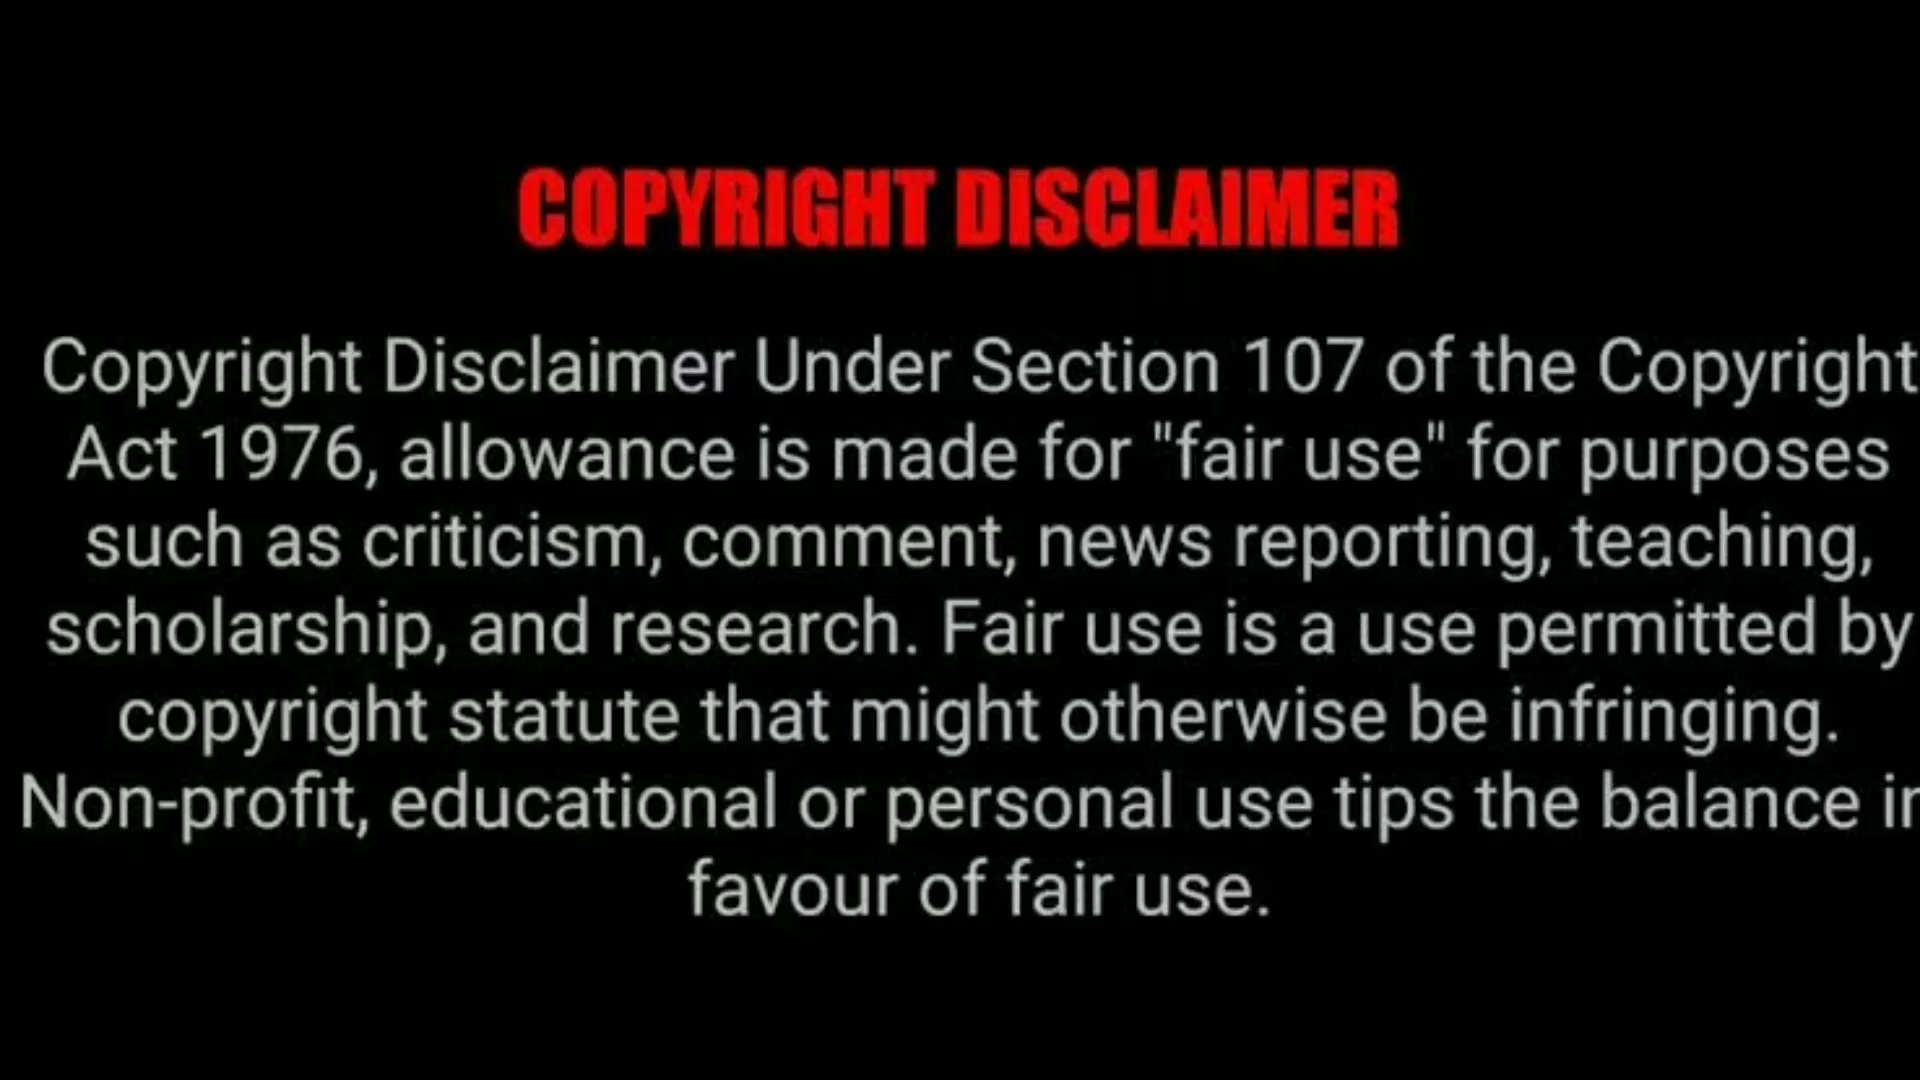 COPYRIGHT DISCLAIMER
Copyright Disclaimer Under Section 107 of the Copyright
Act 1976, allowance is made for "fair use" for purposes
such as criticism, comment, news reporting, teaching,
scholarship, and research. Fair use is a use permitted by
copyright statute that might otherwise be infringing.
Non-profit, educational or personal use tips the balance in
favour of fair use.